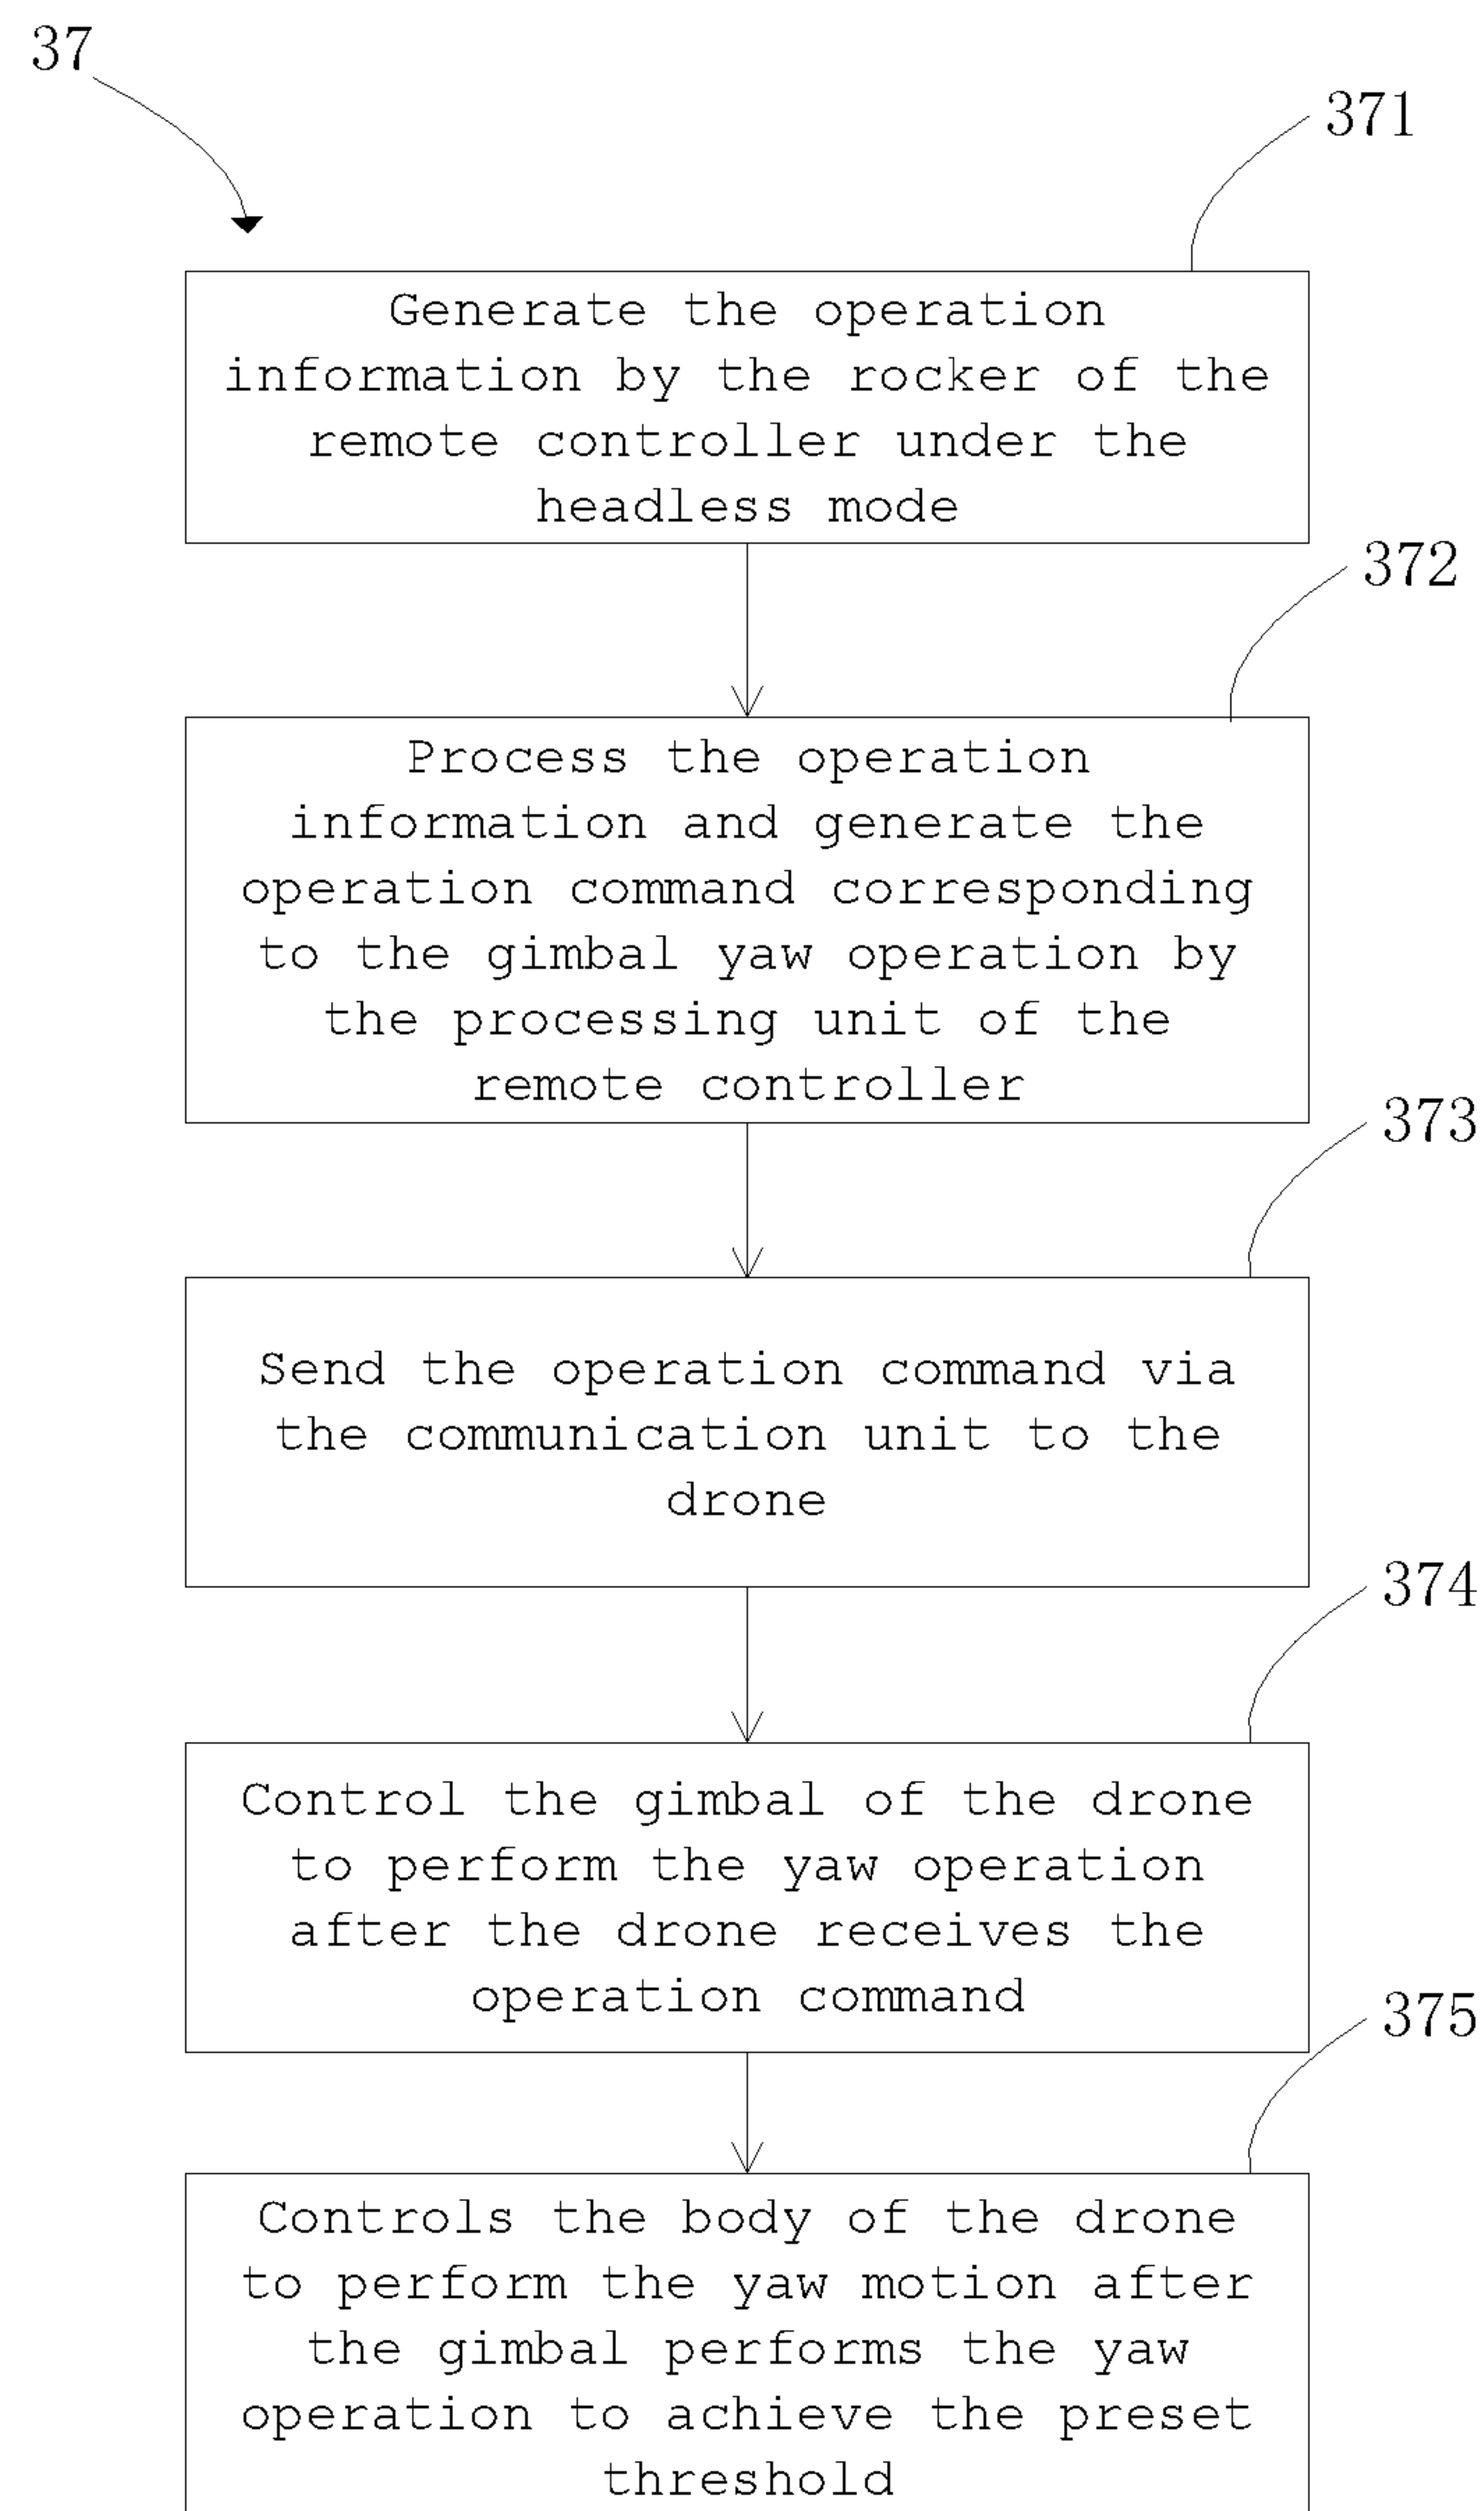 37
371
Generate the operation
information by the rocker of the
remote controller under the
headless mode
372
Process the operation
information and generate the
operation command corresponding
to the gimbal yaw operation by
the processing unit of the
remote controller
373
Send the operation command via
the communication unit to the
drone
374
Control the gimbal of the drone
to perform the yaw operation
after the drone receives the
operation command
375
Controls the body of the drone
to perform the yaw motion after
the gimbal performs the yaw
operation to achieve the preset
threshold